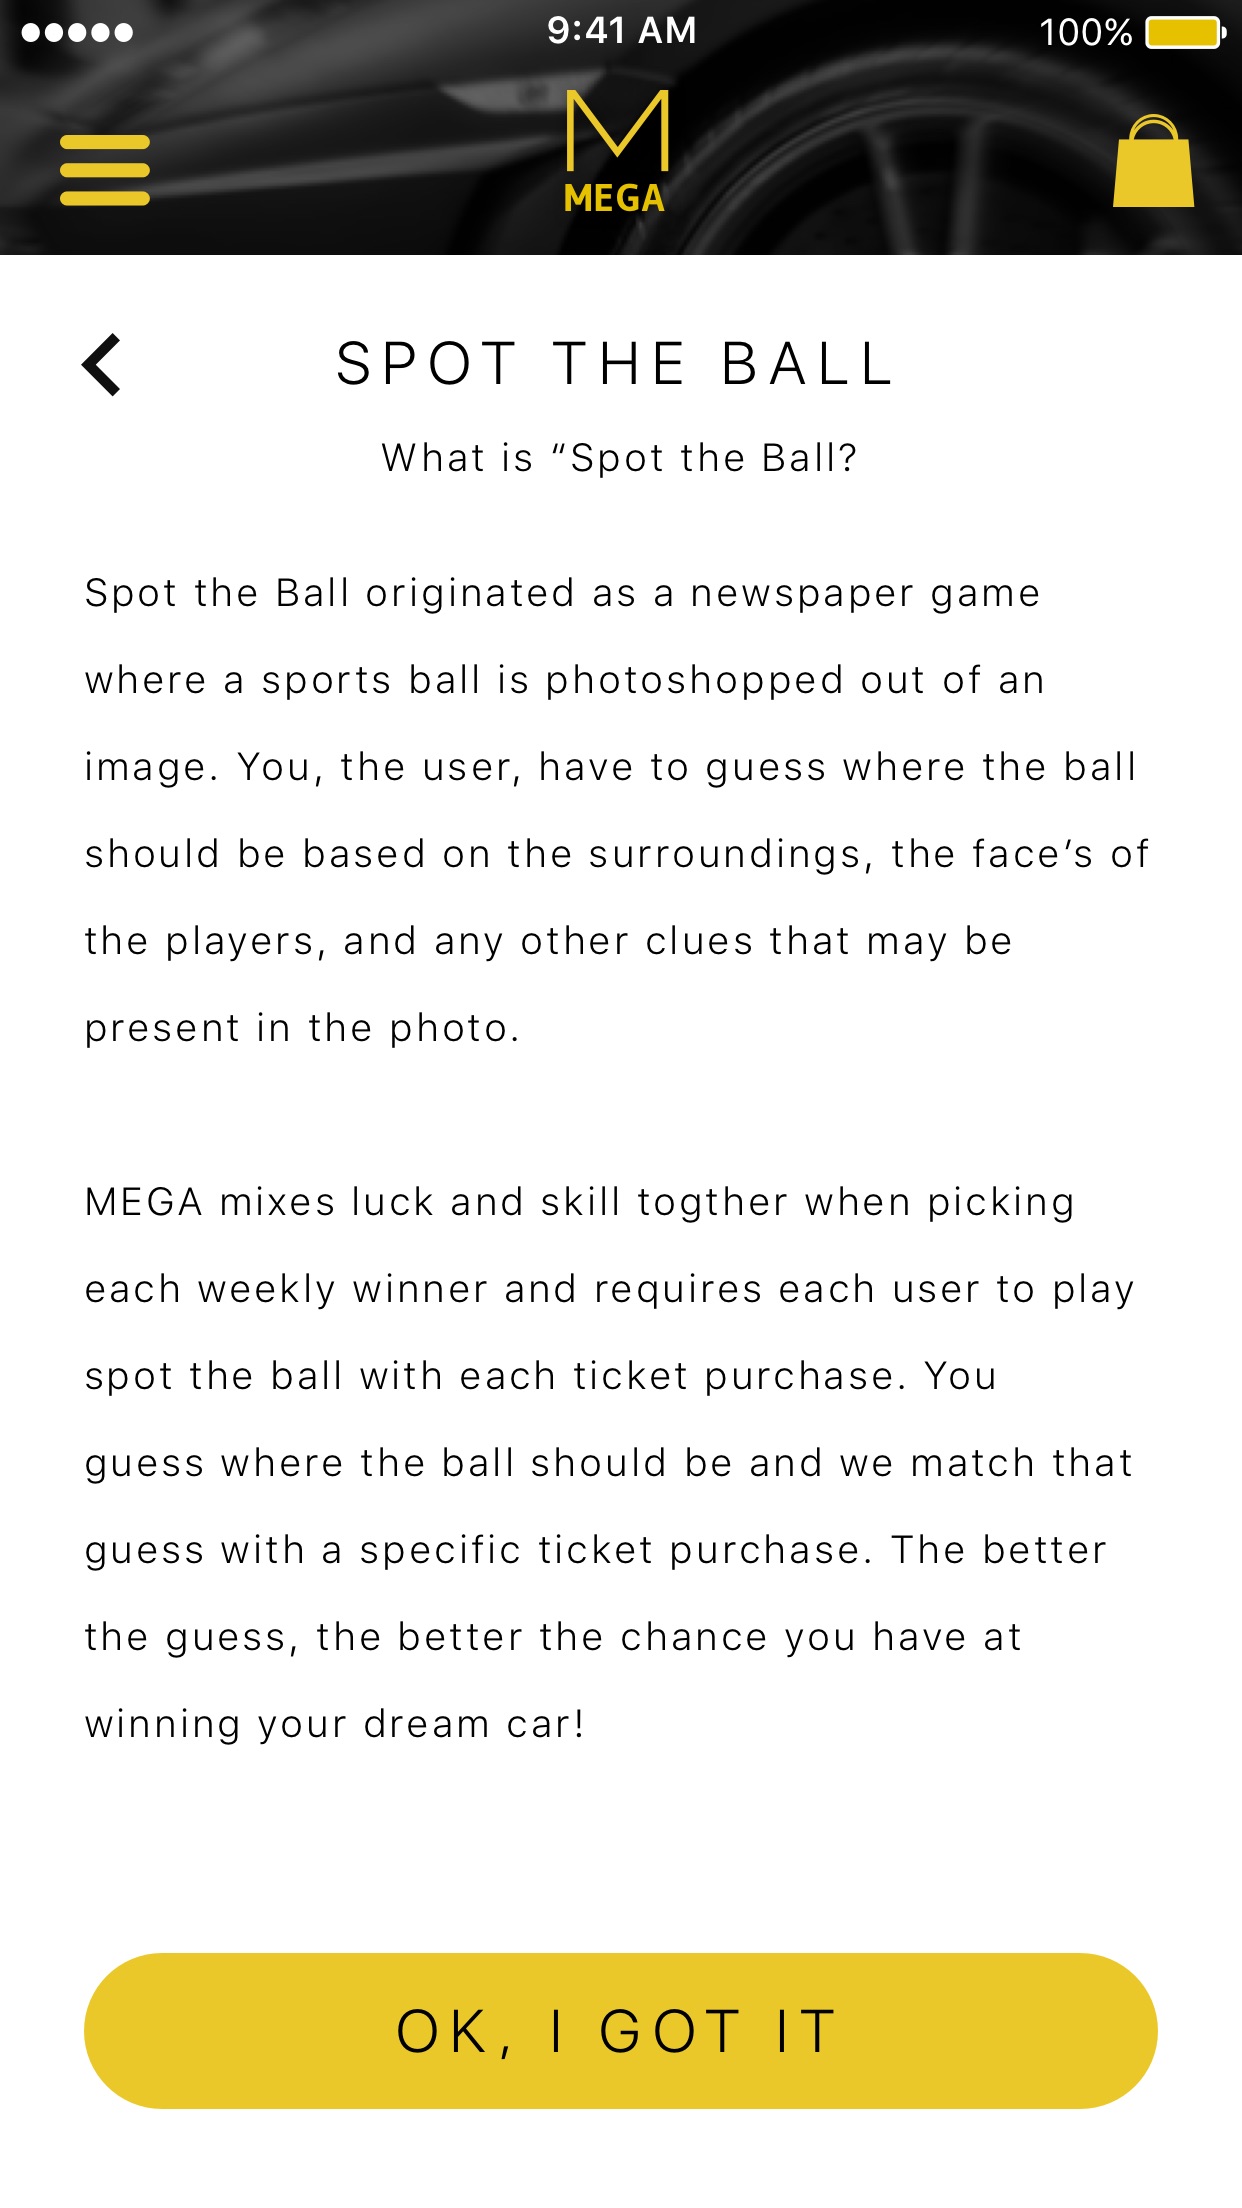 9:41 AM
100%
M
MEGA
SPOT THE BALL
What is “Spot the Ball?
Spot the Ball originated as a newspaper game
where a sports ball is photoshopped out of an
image. You, the user, have to guess where the ball
should be based on the surroundings, the face’s of
the players, and any other clues that may be
present in the photo.
MEGA mixes luck and skill togther when picking
each weekly winner and requires each user to play
spot the ball with each ticket purchase. You
guess where the ball should be and we match that
guess with a specific ticket purchase. The better
the guess, the better the chance you have at
winning your dream car!
OK, I GOT IT